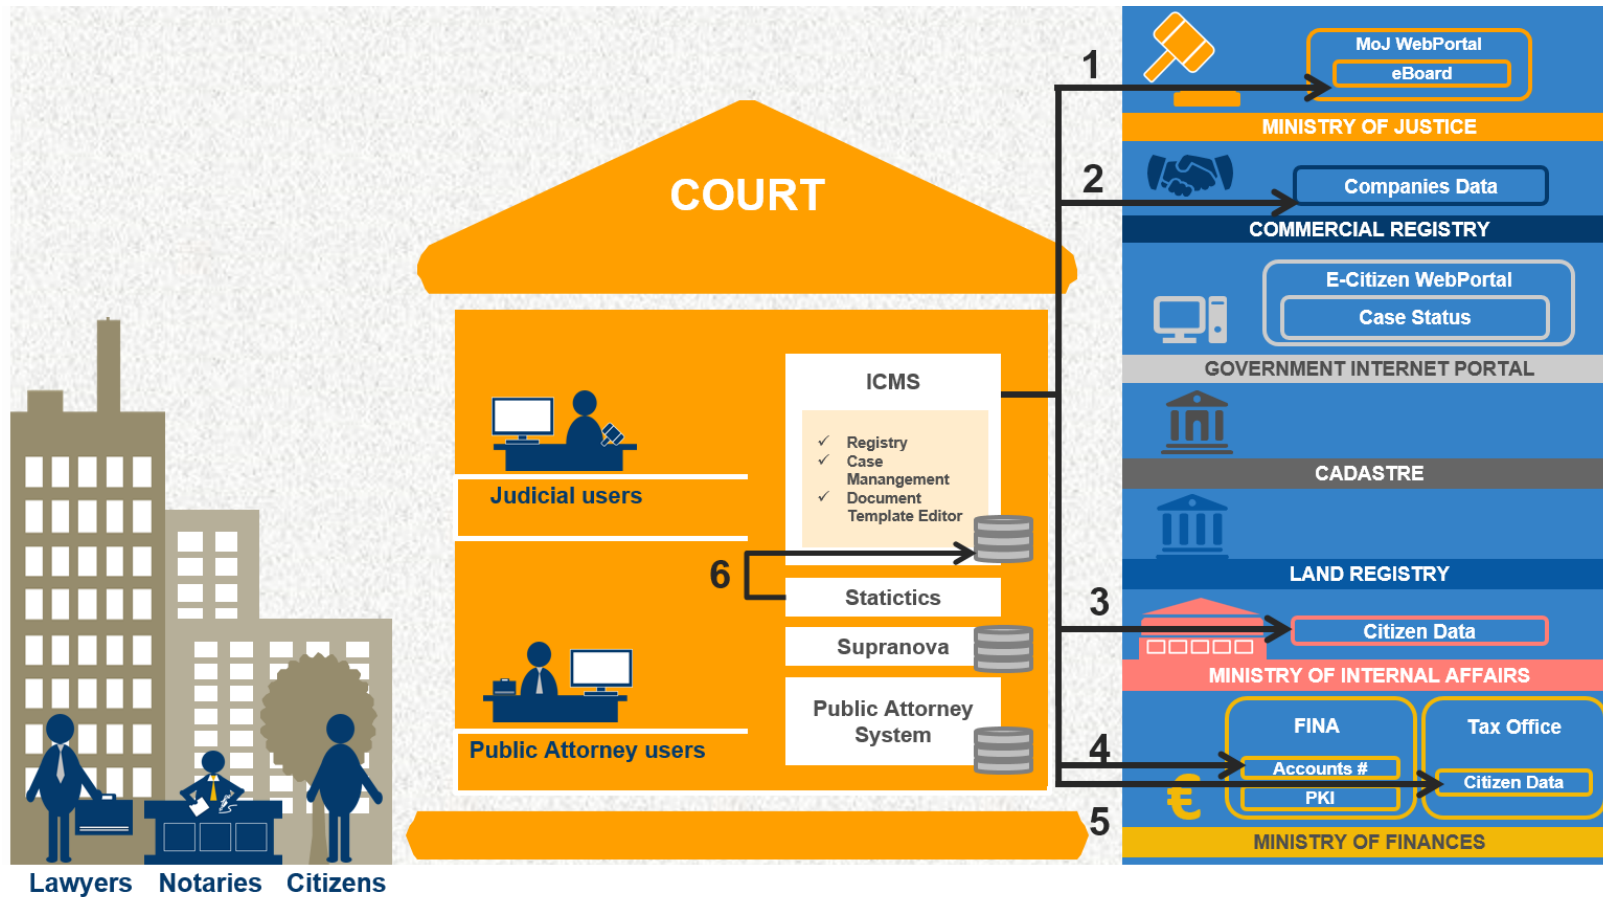 1
MoJ WebPortal
eBoard
MINISTRY OF JUSTICE
2
Companies Data
COMMERCIAL REGISTRY
E-Citizen WebPortal
Case Status
GOVERNMENT INTERNET PORTAL
CADASTRE
LAND REGISTRY
3
Citizen Data
MINISTRY OF INTERNAL AFFAIRS
4
FINA
Accounts #
PKI
Tax Office
Citizen Data
5
MINISTRY OF FINANCES
COURT
ICMS
✓ Registry
✓ Case
Manangement
✓ Document
Template Editor
Judicial users
6
Statictics
Supranova
Public Attorney
System
Public Attorney users
€
Lawyers
Notaries
Citizens